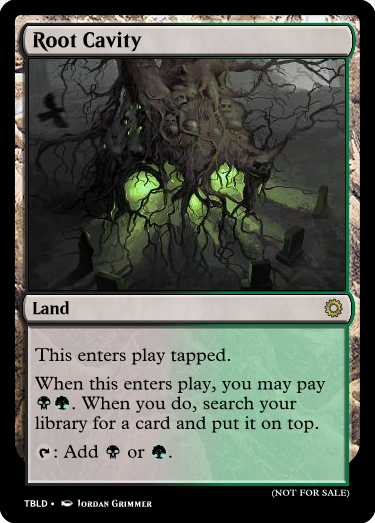 Root Cavity
Land
This enters play tapped.
When this enters play, you may pay
. When you do, search your
library for a card and put it on top.
: Add or .
(NOT FOR SALE)
TBLD • JORDAN GRIMMER